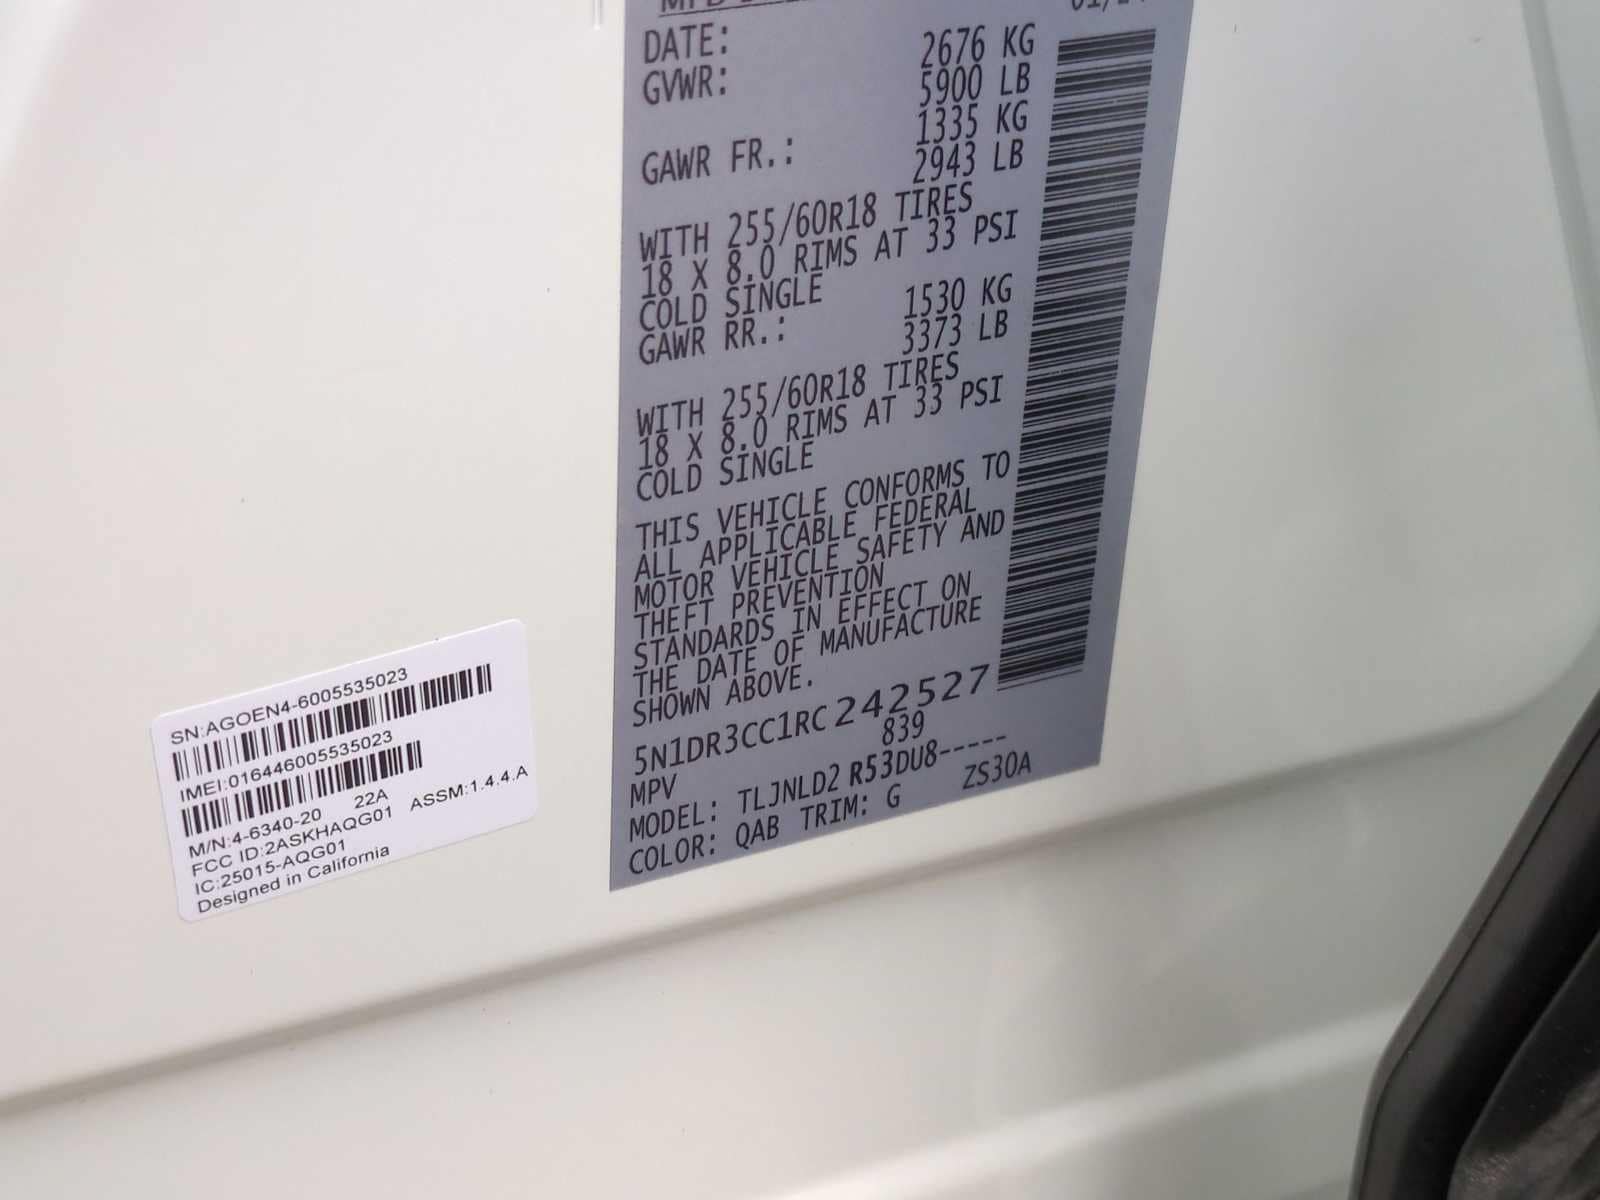 DATE:
2676 KG
GVWR:
5900 LB
1335 KG
GAWR FR.:
2943 LB
WITH 255/60R18 TIRES
18 X 8.0 RIMS AT 33 PSI
COLD SINGLE
1530 KG
GAWR RR.:
3373 LB
WITH 255/60R18 TIRES
18 X 8.0 RIMS AT 33 PSI
COLD SINGLE
THIS VEHICLE CONFORMS TO
ALL APPLICABLE FEDERAL
MOTOR VEHICLE SAFETY AND
THEFT PREVENTION
STANDARDS IN EFFECT ON
THE DATE OF MANUFACTURE
SHOWN ABOVE.
5N1DR3CC1RC242527
MPV 839
MODEL: TLJNLD2 R53DU8-----
COLOR: QAB TRIM: G ZS30A
SN:AGOEN4-6005535023
IMEI:016446005535023
M/N:4-6340-20 22A
FCC ID:2ASKHAQG01 ASSM:1.4.4.A
IC:25015-AQG01
Designed in California